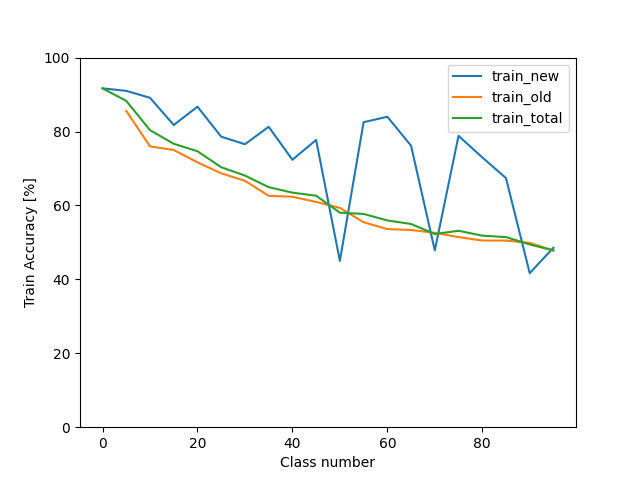 100
80
60
40
20
0
Train Accuracy [%]
train_new
train_old
train_total
0 20 40 60 80
Class number